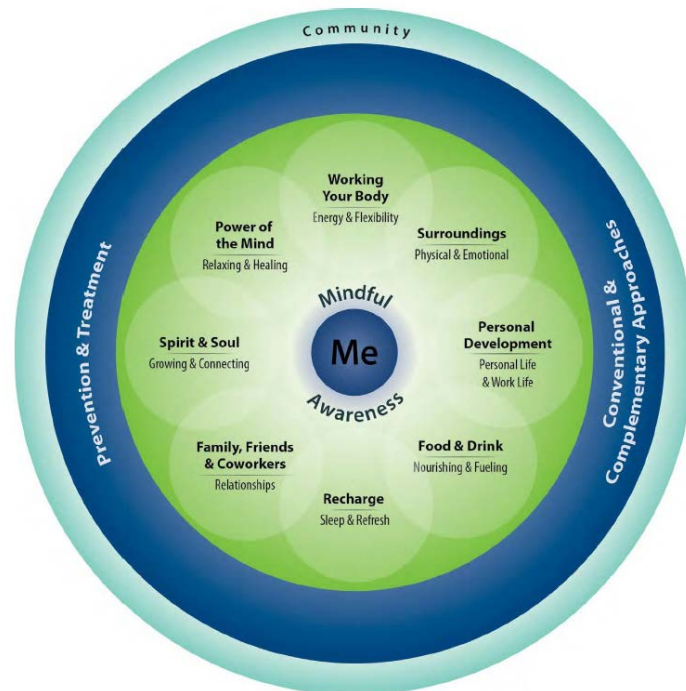 Community
Prevention & Treatment
Conventional &
Complementary Approaches
Working
Your Body
Energy & Flexibility
Surroundings
Physical & Emotional
Personal
Development
Personal Life
& Work Life
Food & Drink
Nourishing & Fueling
Recharge
Sleep & Refresh
Family, Friends
& Coworkers
Relationships
Spirit & Soul
Growing & Connecting
Power of
the Mind
Relaxing & Healing
Mindful
Me
Awareness